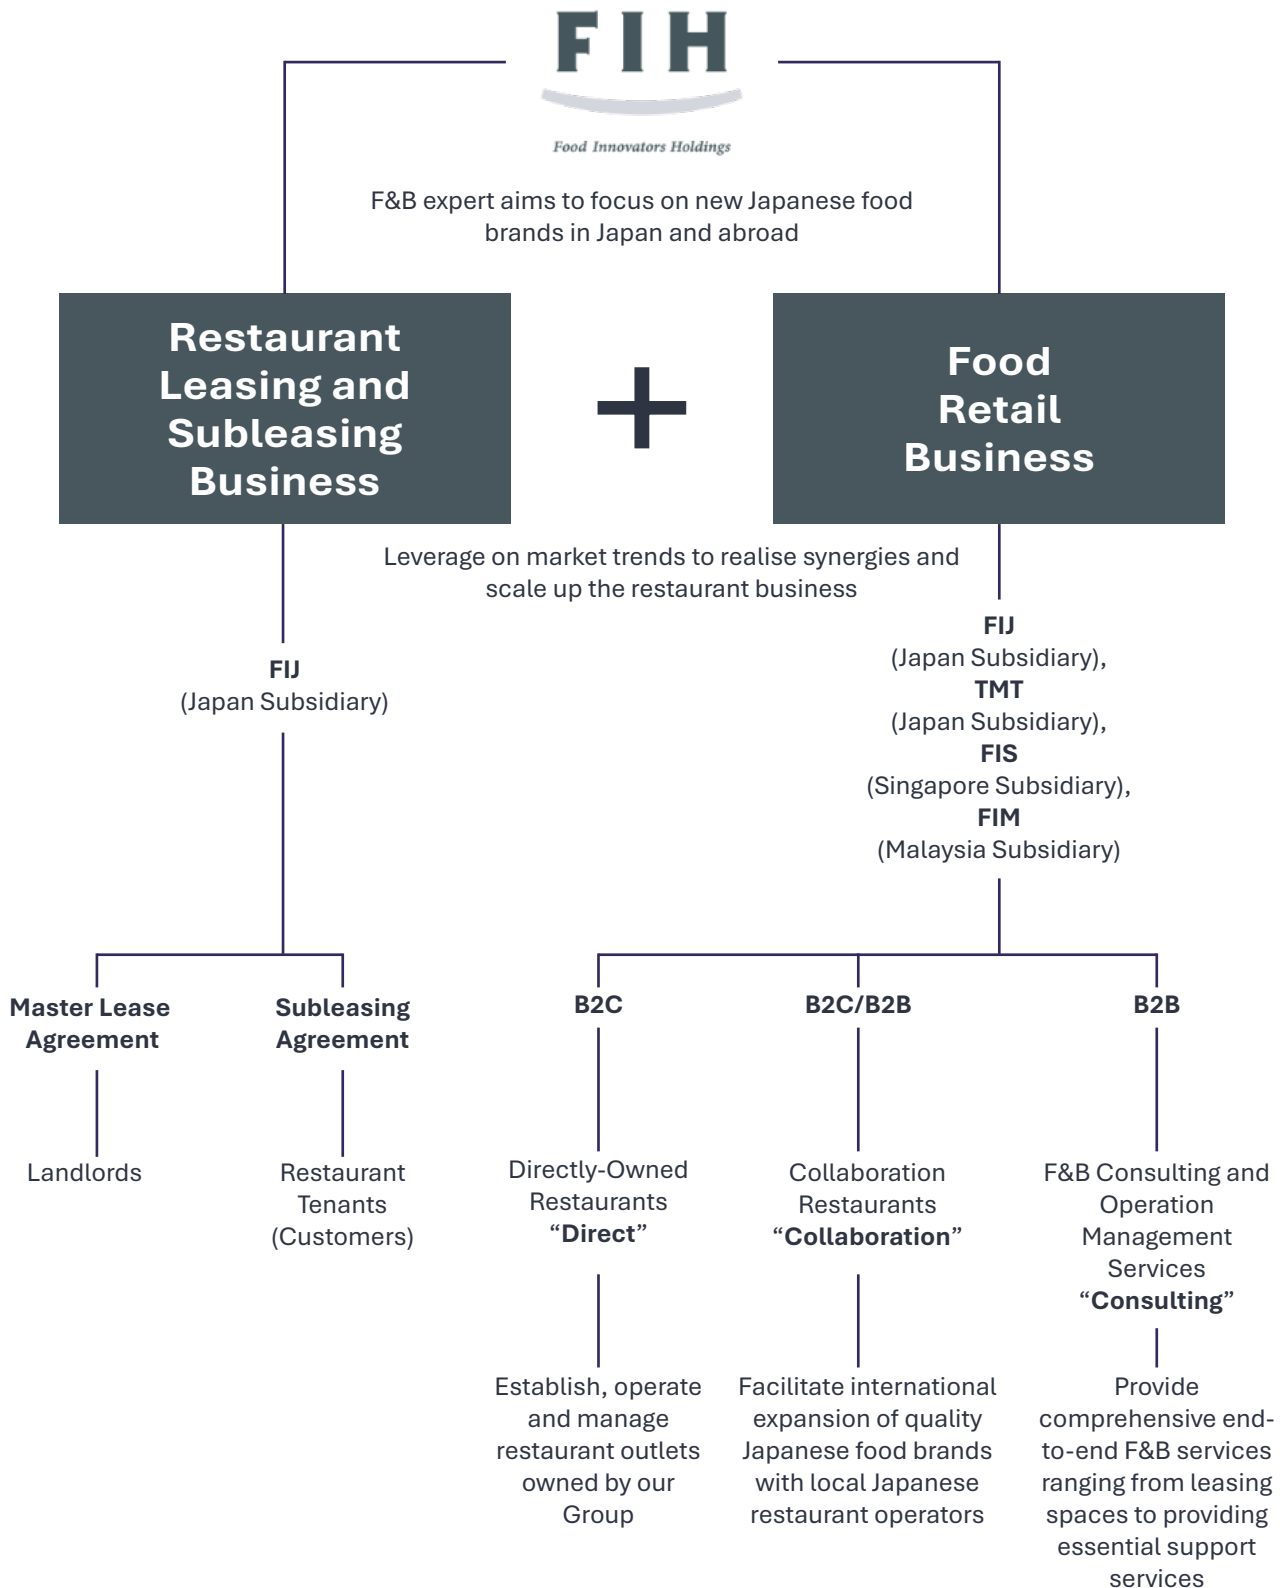 FIH
Food Innovators Holdings
F&B expert aims to focus on new Japanese food
brands in Japan and abroad
Restaurant
Leasing and
Subleasing
Business
+
Food
Retail
Business
Leverage on market trends to realise synergies and
scale up the restaurant business
FIJ
(Japan Subsidiary)
FIJ
(Japan Subsidiary),
TMT
(Japan Subsidiary),
FIS
(Singapore Subsidiary),
FIM
(Malaysia Subsidiary)
Master Lease
Agreement
Landlords
Subleasing
Agreement
Restaurant
Tenants
(Customers)
B2C
Directly-Owned
Restaurants
“Direct”
Establish, operate
and manage
restaurant outlets
owned by our
Group
B2C/B2B
Collaboration
Restaurants
“Collaboration”
Facilitate international
expansion of quality
Japanese food brands
with local Japanese
restaurant operators
B2B
F&B Consulting and
Operation
Management
Services
“Consulting”
Provide
comprehensive end-
to-end F&B services
ranging from leasing
spaces to providing
essential support
services